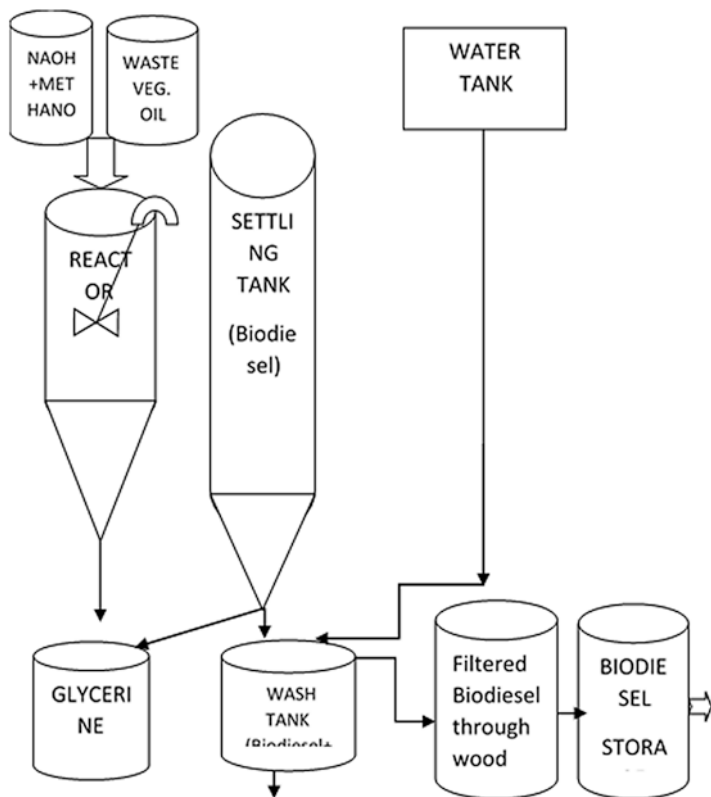 NAOH
+MET
HANO
WASTE
VEG.
OIL
WATER
TANK
REACT
OR
SETTLI
NG
TANK
(Biodie
sel)
GLYCERI
NE
WASH
TANK
(Biodiesel+
Filtered
Biodiesel
through
wood
BIODIE
SEL
STORA